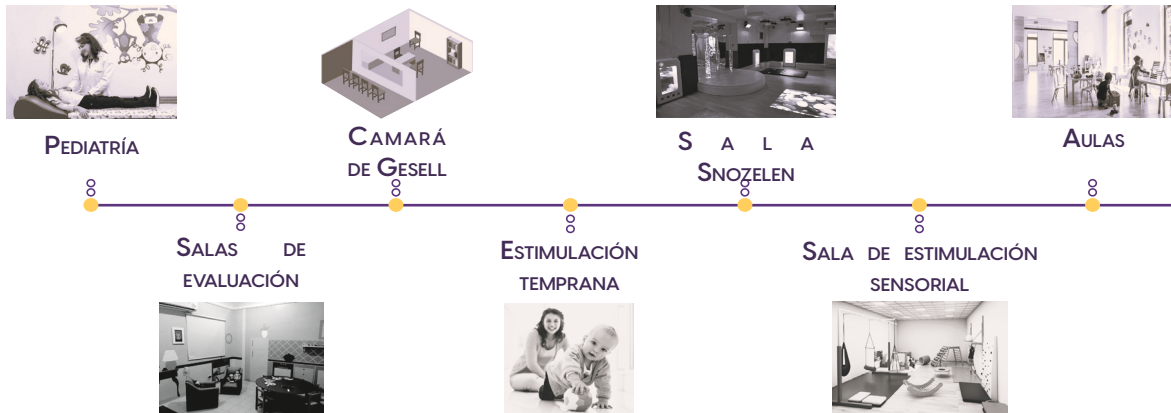 Pediatría
Camará
de Gesell
S a l a
Snozelen
Aulas
Salas de
evaluación
Estimulación
temprana
Sala de estimulación
sensorial